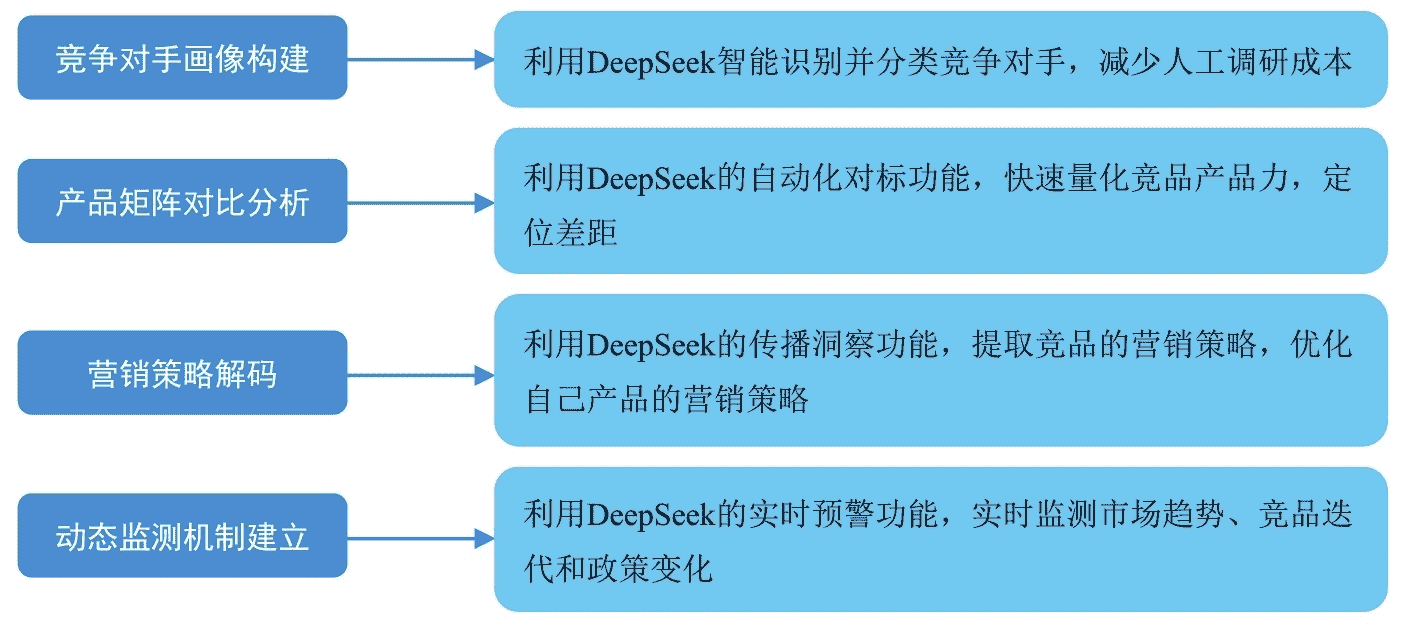 竞争对手画像构建
利用DeepSeek智能识别并分类竞争对手，减少人工调研成本
产品矩阵对比分析
利用DeepSeek的自动化对标功能，快速量化竞品产品力，定
位差距
营销策略解码
利用DeepSeek的传播洞察功能，提取竞品的营销策略，优化
自己产品的营销策略
动态监测机制建立
利用DeepSeek的实时预警功能，实时监测市场趋势、竞品迭
代和政策变化